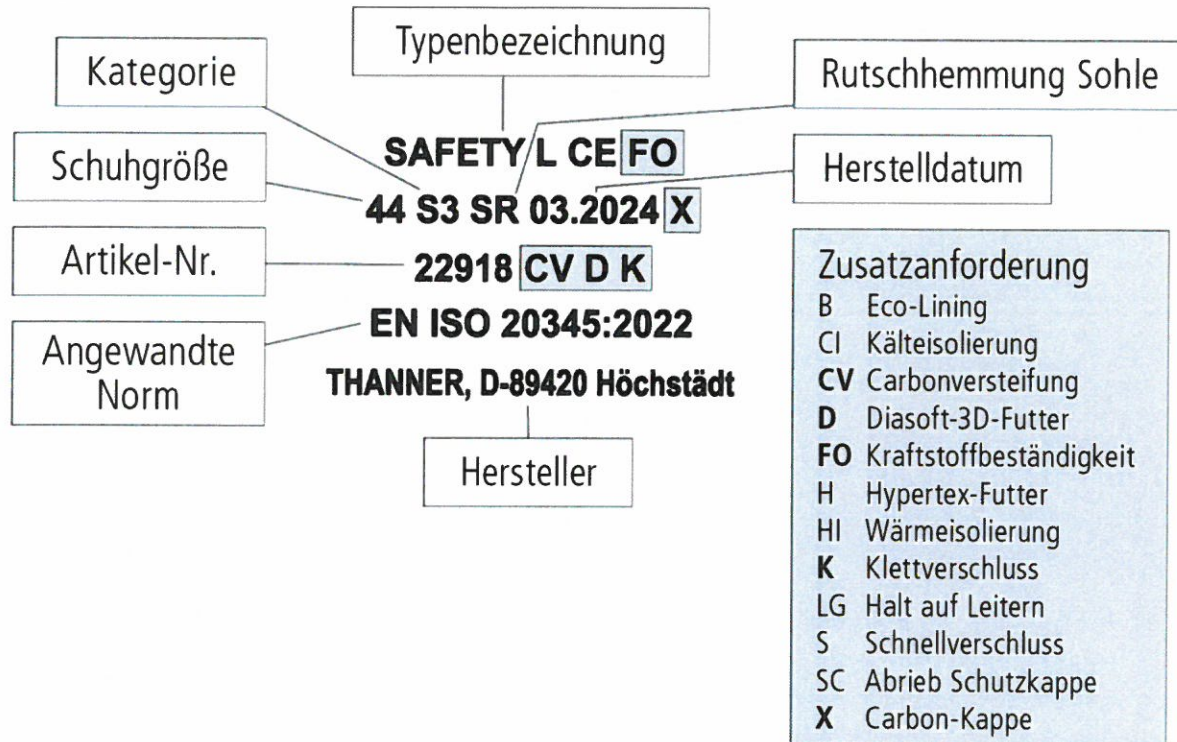 Typenbezeichnung
Kategorie
Rutschhemmung Sohle
SAFETY L CE FO
Schuhgröße
Herstelldatum
44 S3 SR 03.2024 X
Artikel-Nr.
22918 CV D K
EN ISO 20345:2022
Angewandte
Norm
THANNER, D-89420 Höchstädt
Hersteller
Zusatzanforderung
B Eco-Lining
CI Kälteisolierung
CV Carbonversteifung
D Diasoft-3D-Futter
FO Kraftstoffbeständigkeit
H Hypertex-Futter
HI Wärmeisolierung
K Klettverschluss
LG Halt auf Leitern
S Schnellverschluss
SC Abrieb Schutzkappe
X Carbon-Kappe